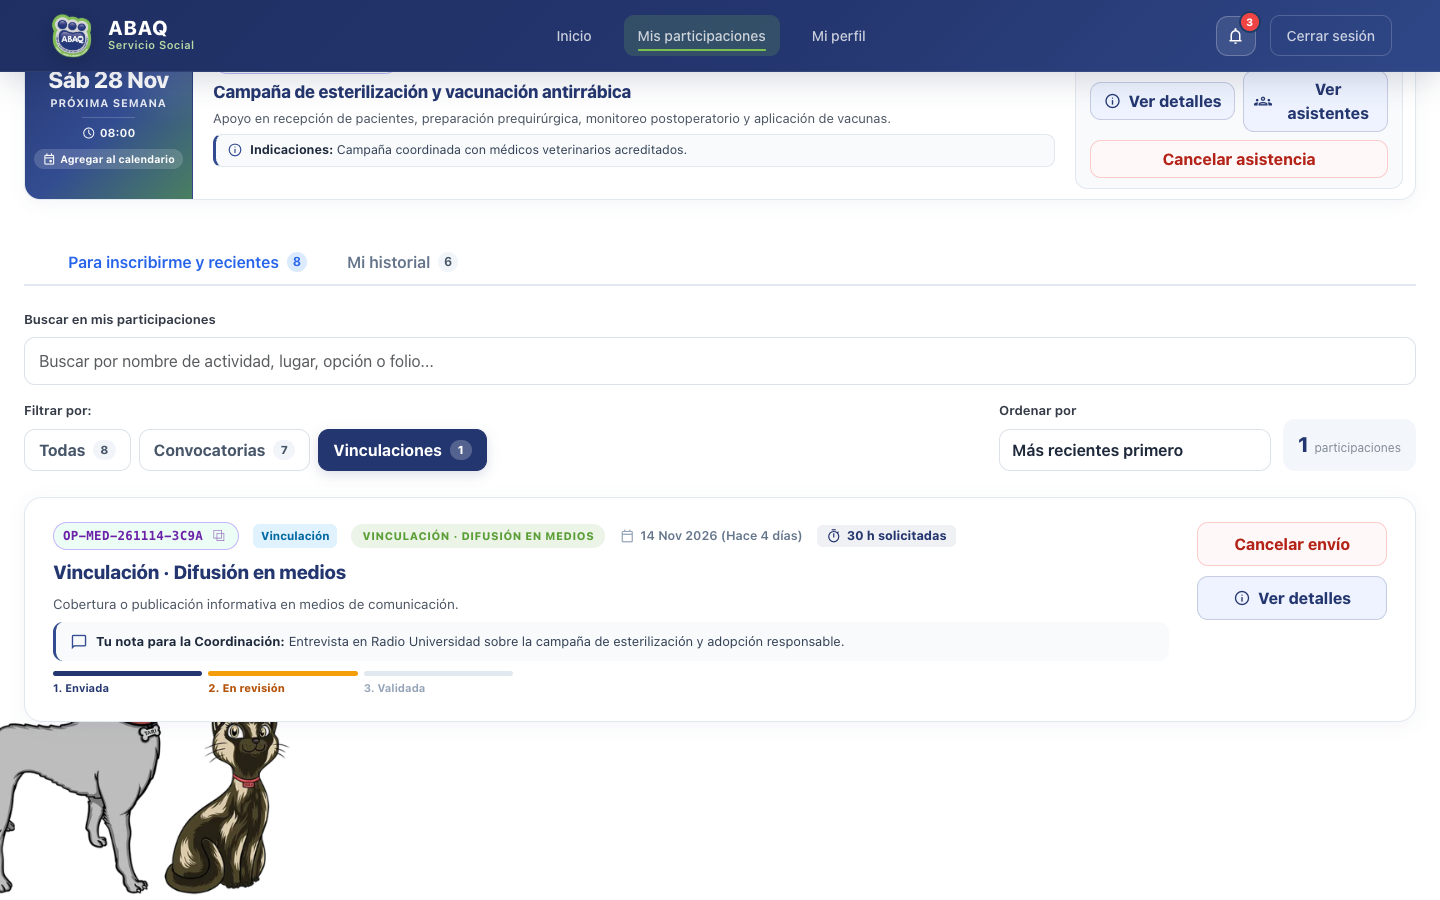 ABAQ
ABAQ
Servicio Social
Inicio
Mis participaciones
Mi perfil
3
Cerrar sesión
Sáb 28 Nov
PRÓXIMA SEMANA
08:00
Agregar al calendario
Campaña de esterilización y vacunación antirrábica
Apoyo en recepción de pacientes, preparación prequirúrgica, monitoreo postoperatorio y aplicación de vacunas.
Indicaciones: Campaña coordinada con médicos veterinarios acreditados.
Ver detalles
Ver asistentes
Cancelar asistencia
Para inscribirme y recientes 8
Mi historial 6
Buscar en mis participaciones
Buscar por nombre de actividad, lugar, opción o folio...
Filtrar por:
Todas 8
Convocatorias 7
Vinculaciones 1
Ordenar por
Más recientes primero
1 participaciones
OP-MED-261114-3C9A
Vinculación
VINCULACIÓN · DIFUSIÓN EN MEDIOS
14 Nov 2026 (Hace 4 días)
30 h solicitadas
Vinculación · Difusión en medios
Cobertura o publicación informativa en medios de comunicación.
Tu nota para la Coordinación: Entrevista en Radio Universidad sobre la campaña de esterilización y adopción responsable.
1. Enviada
2. En revisión
3. Validada
Cancelar envío
Ver detalles